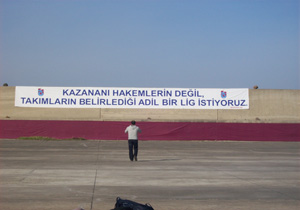 KAZANANI HAKEMLERİN DEĞİL,
TAKIMLARIN BELİRLEDİĞİ ADİL BİR LİG İSTİYORUZ.